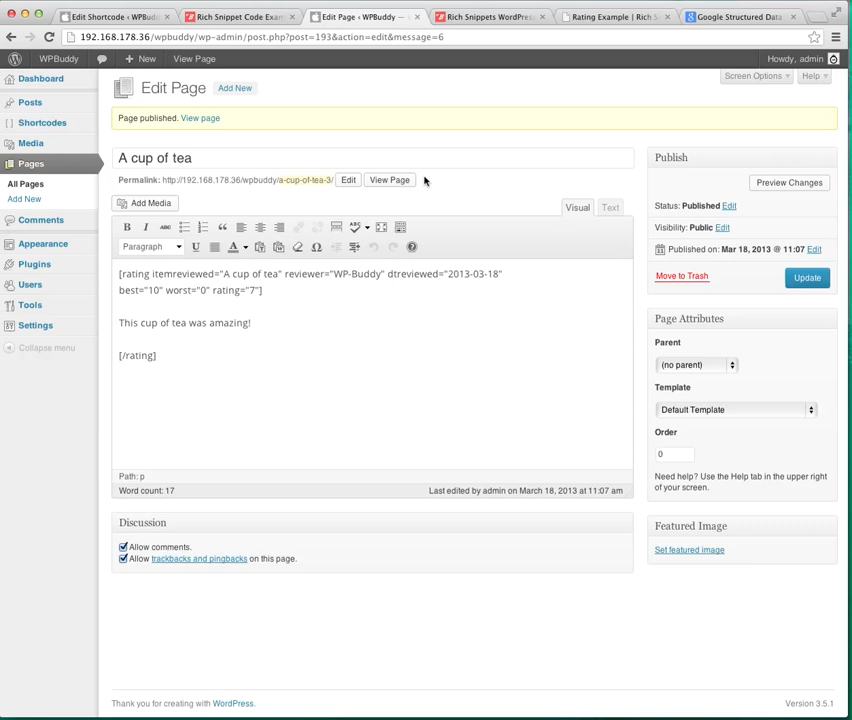 Edit Shortcode ‹ WPBudd
Rich Snippet Code Exam
Edit Page ‹ WPBuddy —
Rich Snippets WordPress
Rating Example | Rich S
Google Structured Data
192.168.178.36/wpbuddy/wp-admin/post.php?post=193&action=edit&message=6
WPBuddy
+ New
View Page
Howdy, admin
Dashboard
Posts
Shortcodes
Media
Pages
All Pages
Add New
Comments
Appearance
Plugins
Users
Tools
Settings
Collapse menu
Screen Options
Help
Edit Page
Add New
Page published. View page
A cup of tea
Permalink: http://192.168.178.36/wpbuddy/a-cup-of-tea-3/ Edit View Page
Add Media
Visual
Text
B I ABC
Paragraph
U A Ω
[rating itemreviewed="A cup of tea" reviewer="WP-Buddy" dtreviewed="2013-03-18"
best="10" worst="0" rating="7"]
This cup of tea was amazing!
[/rating]
Path: p
Word count: 17
Last edited by admin on March 18, 2013 at 11:07 am
Discussion
Allow comments.
Allow trackbacks and pingbacks on this page.
Publish
Preview Changes
Status: Published Edit
Visibility: Public Edit
Published on: Mar 18, 2013 @ 11:07 Edit
Move to Trash
Update
Page Attributes
Parent
(no parent)
Template
Default Template
Order
0
Need help? Use the Help tab in the upper right
of your screen.
Featured Image
Set featured image
Thank you for creating with WordPress.
Version 3.5.1